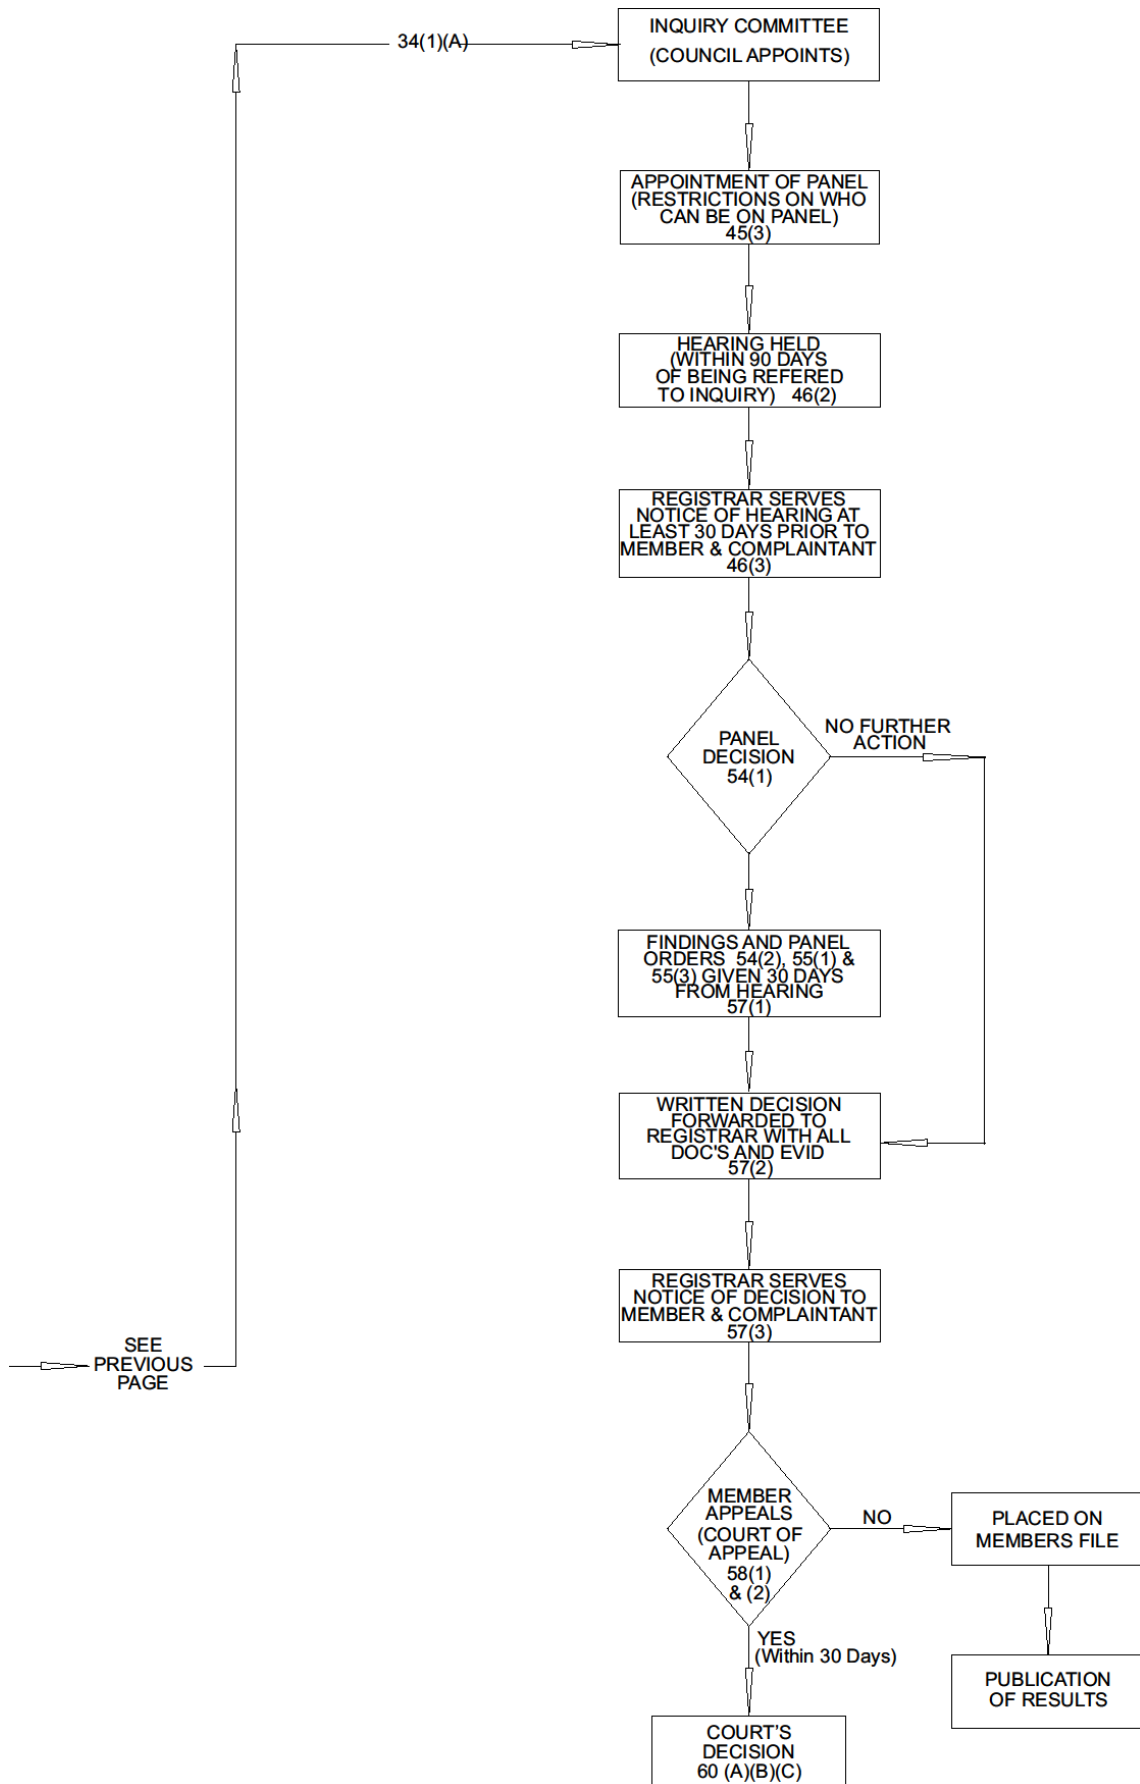 34(1)(A)
INQUIRY COMMITTEE
(COUNCIL APPOINTS)
APPOINTMENT OF PANEL
(RESTRICTIONS ON WHO
CAN BE ON PANEL)
45(3)
HEARING HELD
(WITHIN 90 DAYS
OF BEING REFERED
TO INQUIRY) 46(2)
REGISTRAR SERVES
NOTICE OF HEARING AT
LEAST 30 DAYS PRIOR TO
MEMBER & COMPLAINTANT
46(3)
PANEL
DECISION
54(1)
NO FURTHER
ACTION
FINDINGS AND PANEL
ORDERS 54(2), 55(1) &
55(3) GIVEN 30 DAYS
FROM HEARING
57(1)
WRITTEN DECISION
FORWARDED TO
REGISTRAR WITH ALL
DOC'S AND EVID
57(2)
REGISTRAR SERVES
NOTICE OF DECISION TO
MEMBER & COMPLAINTANT
57(3)
SEE
PREVIOUS
PAGE
MEMBER
APPEALS
(COURT OF
APPEAL)
58(1)
& (2)
NO
PLACED ON
MEMBERS FILE
YES
(Within 30 Days)
PUBLICATION
OF RESULTS
COURT'S
DECISION
60 (A)(B)(C)